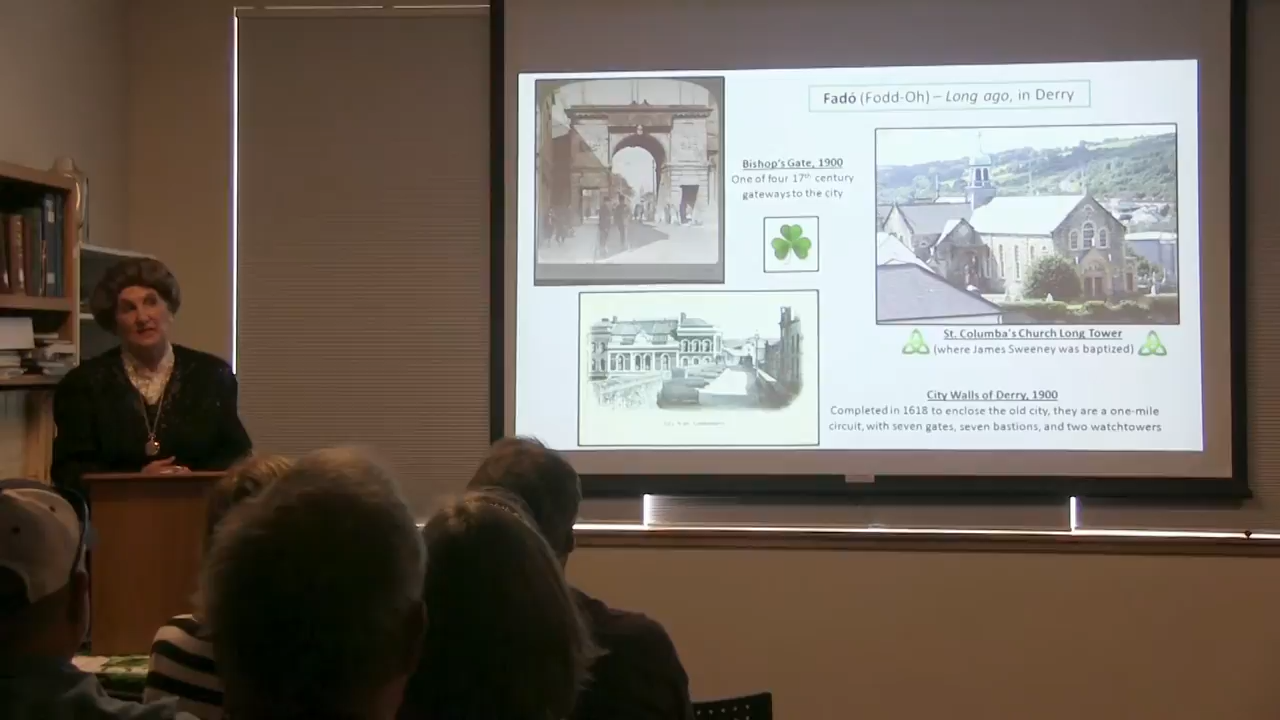 Fadó (Fodd-Oh) – Long ago, in Derry
Bishop's Gate, 1900
One of four 17th century
gateways to the city
St. Columba's Church Long Tower
(where James Sweeney was baptized)
City Walls of Derry, 1900
Completed in 1618 to enclose the old city, they are a one-mile
circuit, with seven gates, seven bastions, and two watchtowers